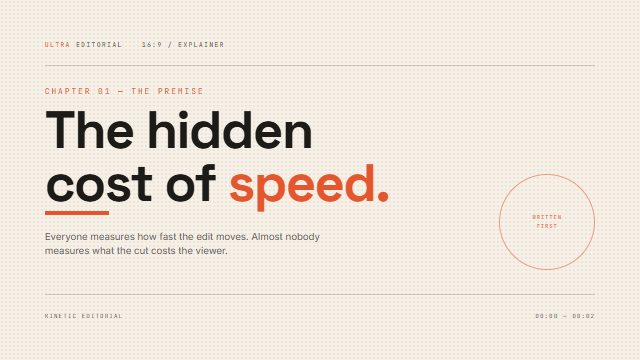 ULTRA EDITORIAL 16:9 / EXPLAINER
CHAPTER 01 — THE PREMISE
The hidden
cost of speed.
Everyone measures how fast the edit moves. Almost nobody
measures what the cut costs the viewer.
WRITTEN
FIRST
KINETIC EDITORIAL
00:00 — 00:02